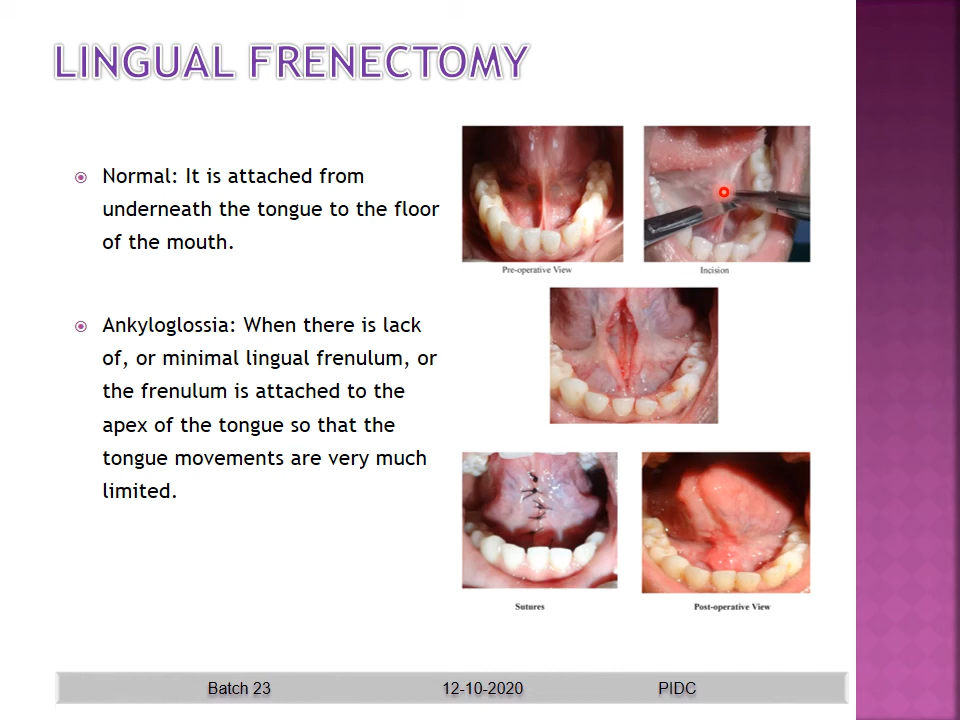 LINGUAL FRENECTOMY
Normal: It is attached from
underneath the tongue to the floor
of the mouth.
Ankyloglossia: When there is lack
of, or minimal lingual frenulum, or
the frenulum is attached to the
apex of the tongue so that the
tongue movements are very much
limited.
Pre-operative View
Incision
Sutures
Post-operative View
Batch 23
12-10-2020
PIDC